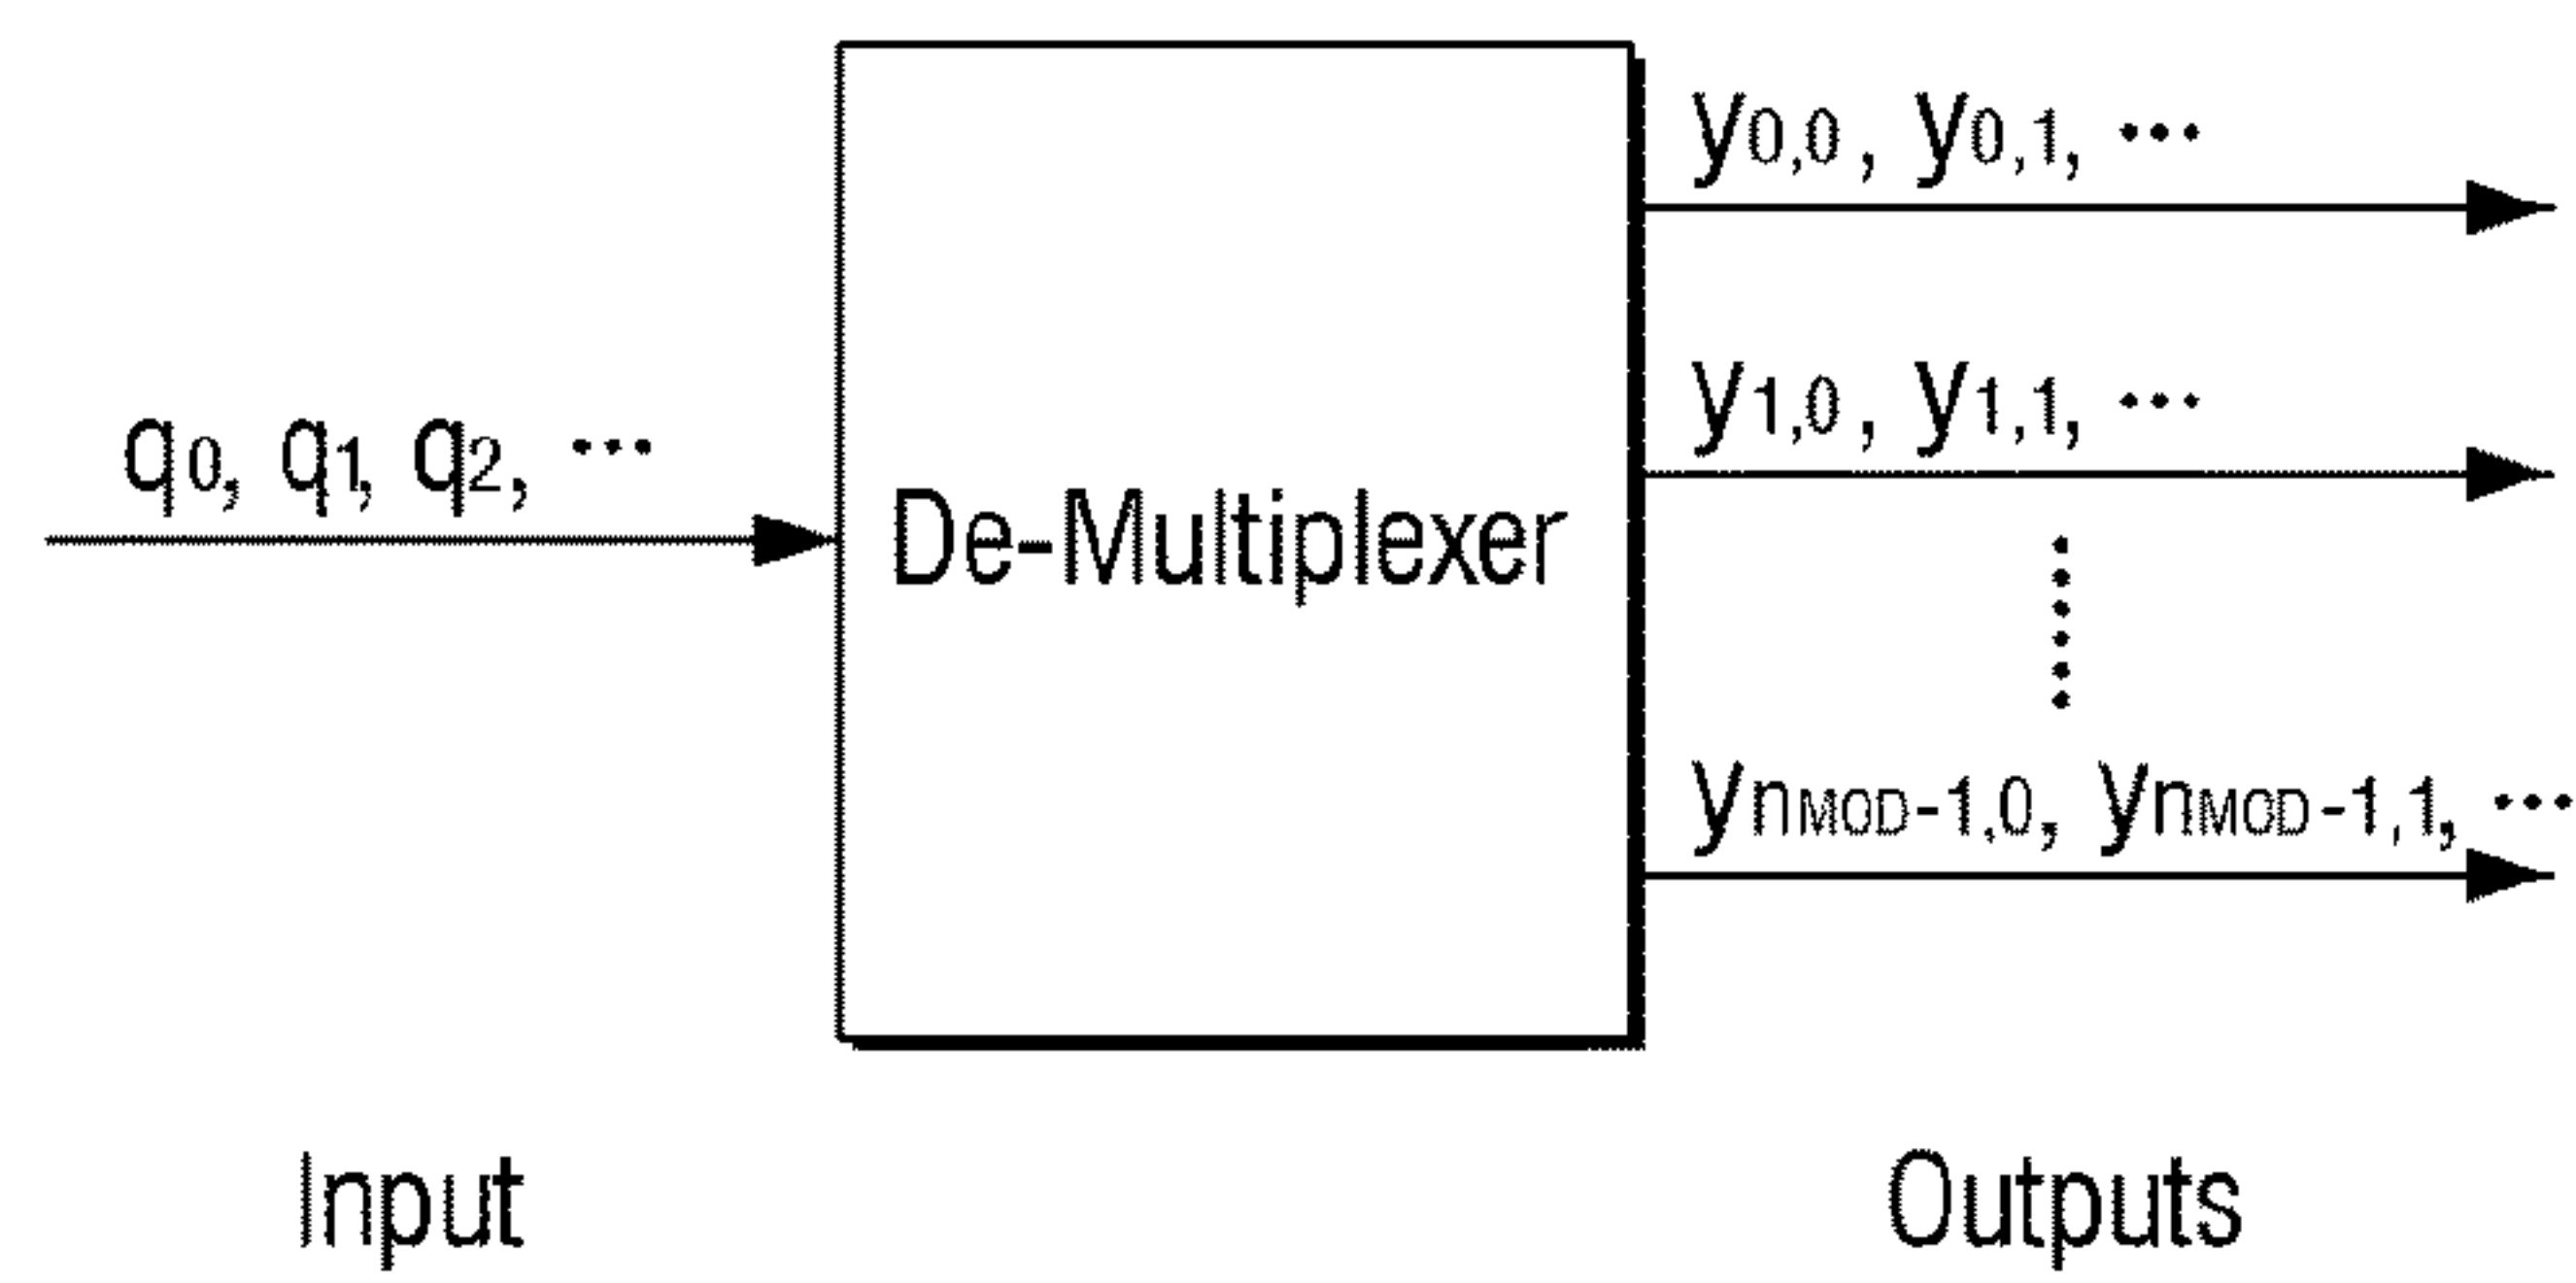 y0,0, y0,1, ...
y1,0, y1,1, ...
q0, q1, q2, ...
De-Multiplexer
ynMOD-1,0, ynMOD-1,1, ...
Input
Outputs